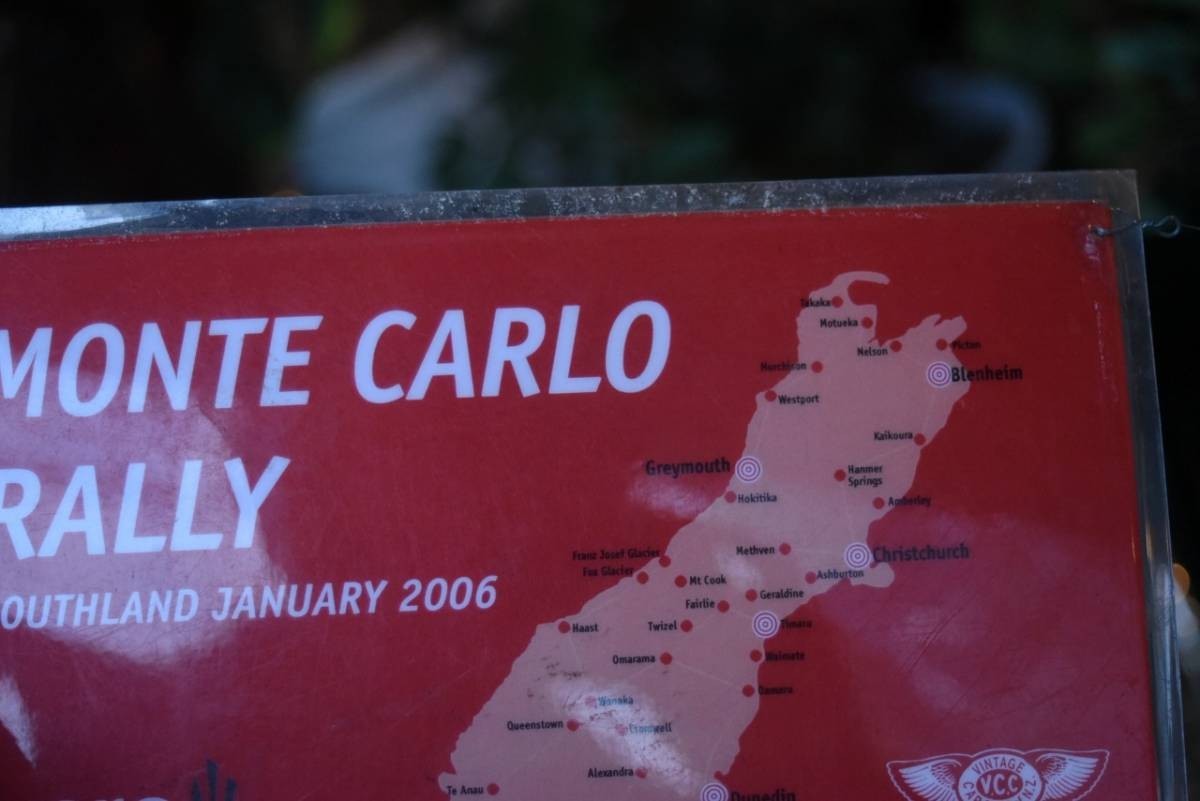 MONTE CARLO
RALLY
OUTHLAND JANUARY 2006
Takaka
Motueka
Nelson
Picton
Murchison
Blenheim
Westport
Kaikoura
Greymouth
Hanmer
Springs
Hokitika
Amberley
Methven
Christchurch
Franz Josef Glacier
Fox Glacier
Mt Cook
Ashburton
Geraldine
Fairlie
Haast
Twizel
Timaru
Omarama
Waimate
Oamaru
Wanaka
Queenstown
Cromwell
Alexandra
Te Anau
Dunedin
VINTAGE
V.C.C